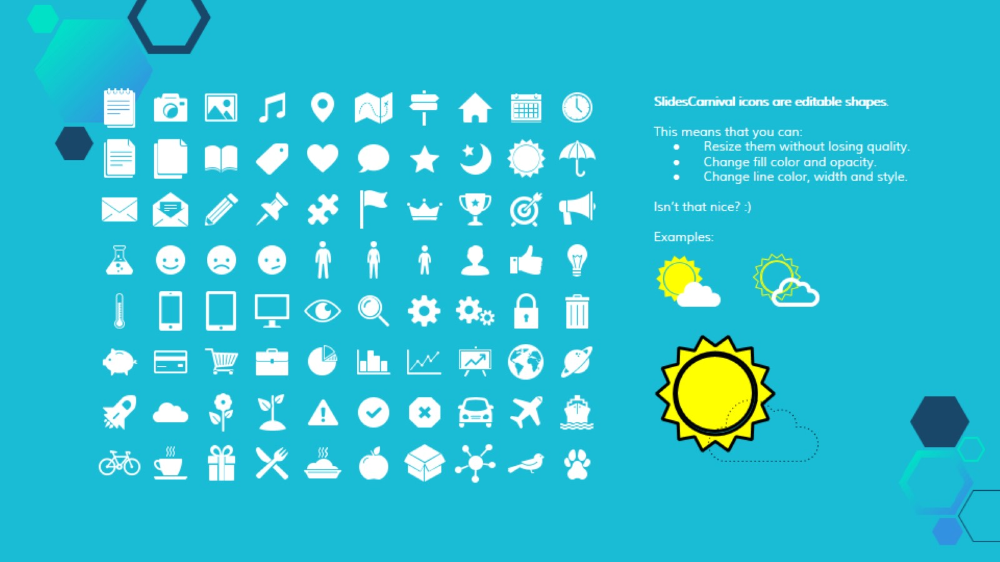 SlidesCarnival icons are editable shapes.
This means that you can:
● Resize them without losing quality.
● Change fill color and opacity.
● Change line color, width and style.
Isn’t that nice? :)
Examples: